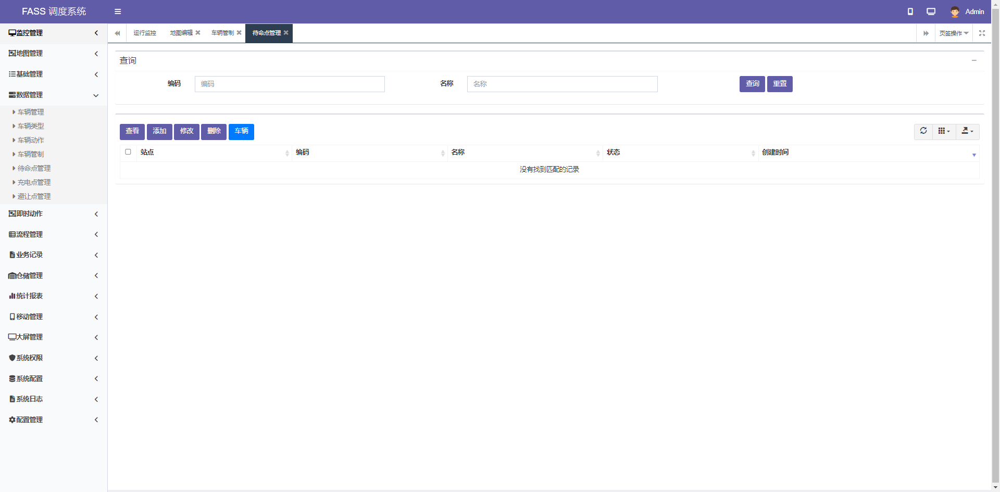 FASS 调度系统
Admin
监控管理
地图管理
基础管理
数据管理
车辆管理
车辆类型
车辆动作
车辆管制
待命点管理
充电点管理
避让点管理
即时动作
流程管理
业务记录
仓储管理
统计报表
移动管理
大屏管理
系统权限
系统配置
系统日志
配置管理
运行监控 地图编辑 车辆管制 待命点管理 页签操作
查询
编码 编码 名称 名称 查询 重置
查看 添加 修改 删除 车辆
站点 编码 名称 状态 创建时间
没有找到匹配的记录